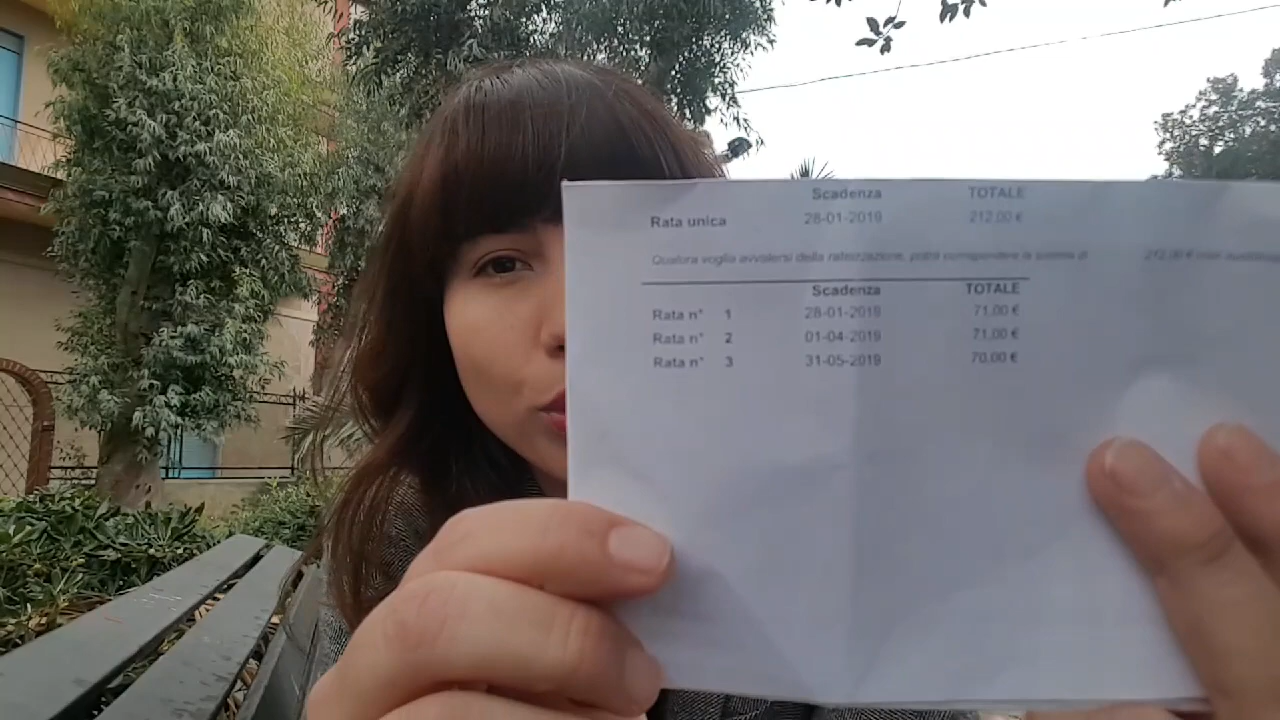 Scadenza TOTALE
Rata unica 28-01-2019 212,00 €
Qualora voglia avvalersi della rateizzazione, potrà corrispondere la somma di 212,00 €
Scadenza TOTALE
Rata n° 1 28-01-2019 71,00 €
Rata n° 2 01-04-2019 71,00 €
Rata n° 3 31-05-2019 70,00 €